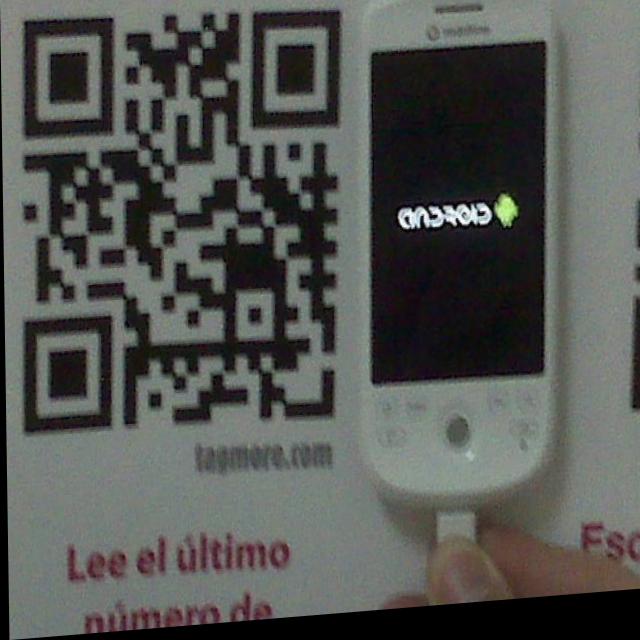 vodafone
ANDROID
tagmore.com
Lee el último
número de
Esc